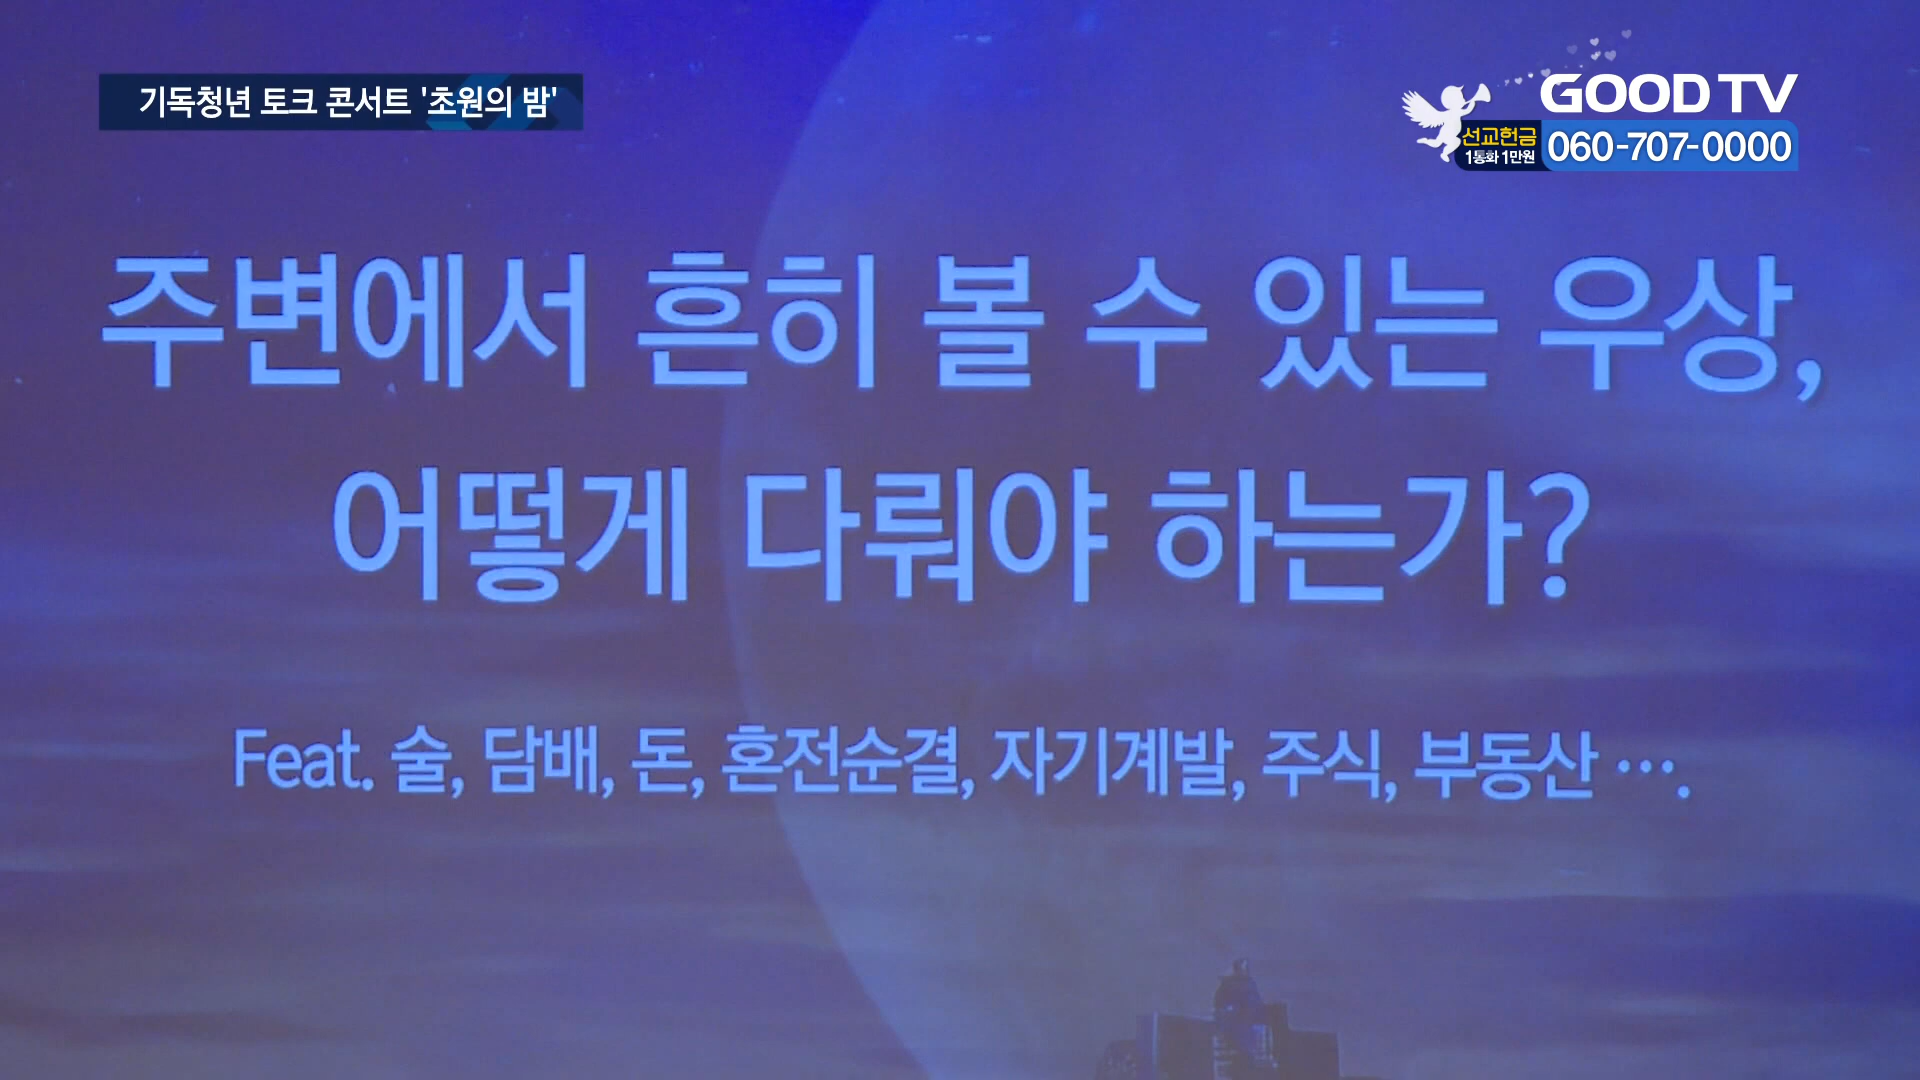 기독청년 토크 콘서트 '초원의 밤'
GOOD TV
선교헌금
1통화 1만원
060-707-0000
주변에서 흔히 볼 수 있는 우상,
어떻게 다뤄야 하는가?
Feat. 술, 담배, 돈, 혼전순결, 자기계발, 주식, 부동산 ….